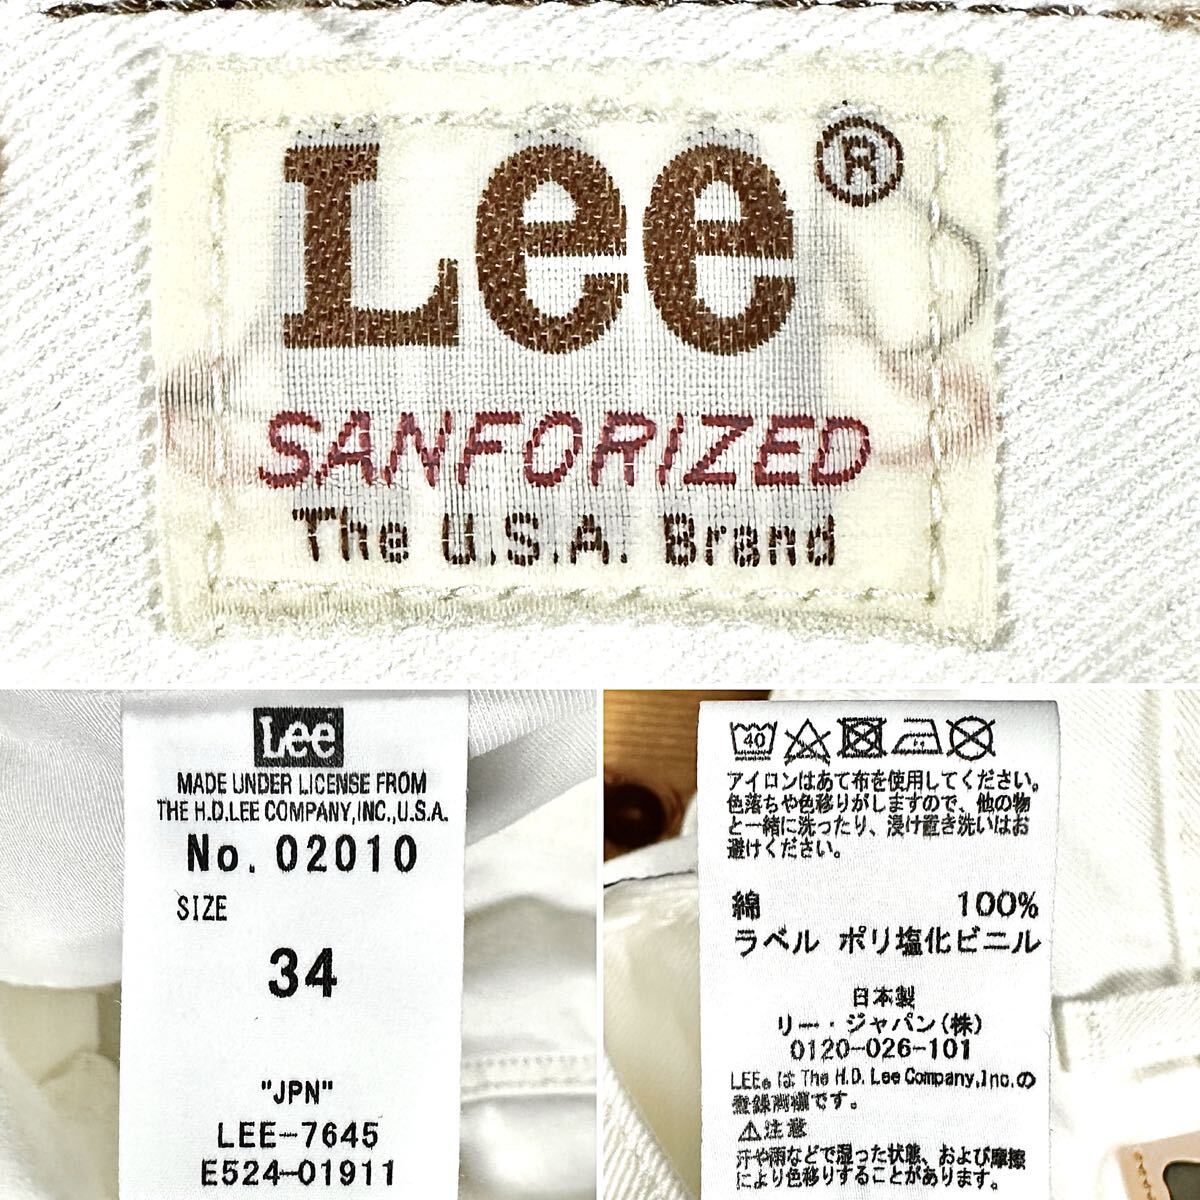 Lee®
SANFORIZED
The U.S.A. Brand
Lee
MADE UNDER LICENSE FROM
THE H.D.LEE COMPANY,INC.,U.S.A.
No. 02010
SIZE
34
"JPN"
LEE-7645
E524-01911
40
アイロンはあて布を使用してください。
色落ちや色移りがしますので、他の物
と一緒に洗ったり、浸け置き洗いはお
避けください。
綿 100%
ラベル ポリ塩化ビニル
日本製
リー・ジャパン(株)
0120-026-101
LEE®は The H.D. Lee Company,Inc.の
登録商標です。
⚠注意
汗や雨などで湿った状態、および摩擦
により色移りすることがあります。